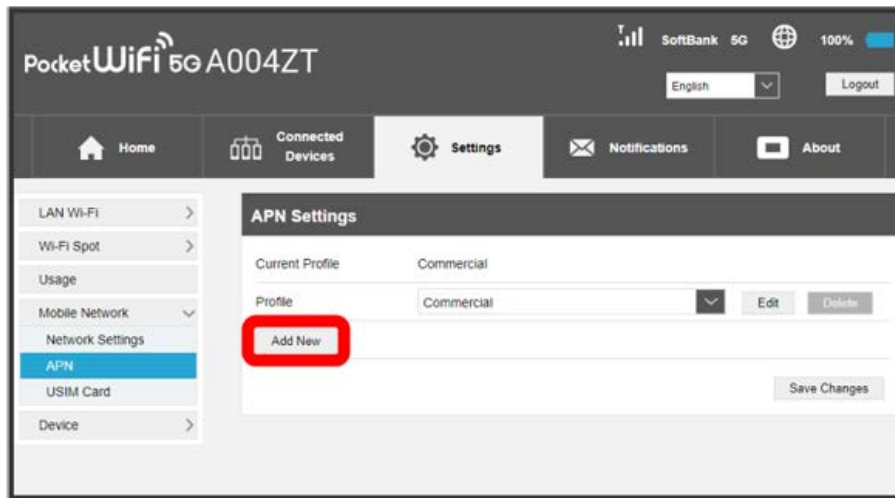 SoftBank 5G 100%
PocketWiFi 5G A004ZT
English Logout
Home Connected Devices Settings Notifications About
LAN Wi-Fi
Wi-Fi Spot
Usage
Mobile Network
Network Settings
APN
USIM Card
Device
APN Settings
Current Profile Commercial
Profile Commercial Edit Delete
Add New
Save Changes